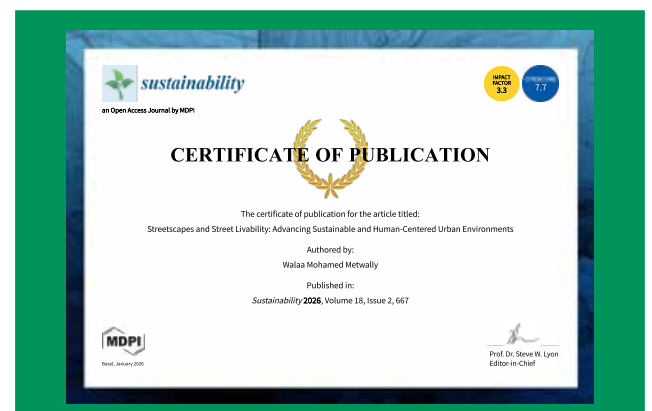 sustainability
IMPACT
FACTOR
3.3
CITESCORE
7.7
an Open Access Journal by MDPI
CERTIFICATE OF PUBLICATION
The certificate of publication for the article titled:
Streetscapes and Street Livability: Advancing Sustainable and Human-Centered Urban Environments
Authored by:
Walaa Mohamed Metwally
Published in:
Sustainability 2026, Volume 18, Issue 2, 667
MDPI
Basel, January 2026
Prof. Dr. Steve W. Lyon
Editor-in-Chief